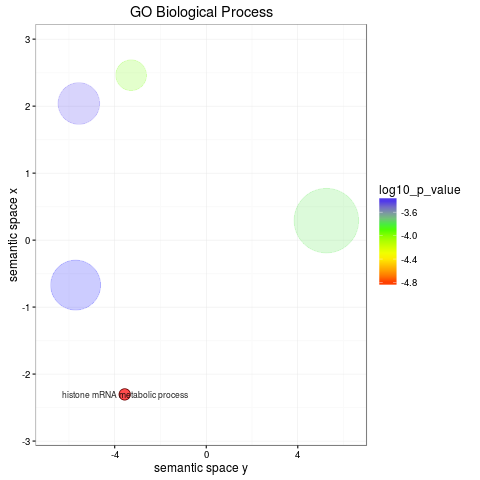 GO Biological Process
3
2
1
0
-1
-2
-3
semantic space x
histone mRNA metabolic process
-4
0
4
semantic space y
log10_p_value
-3.6
-4.0
-4.4
-4.8